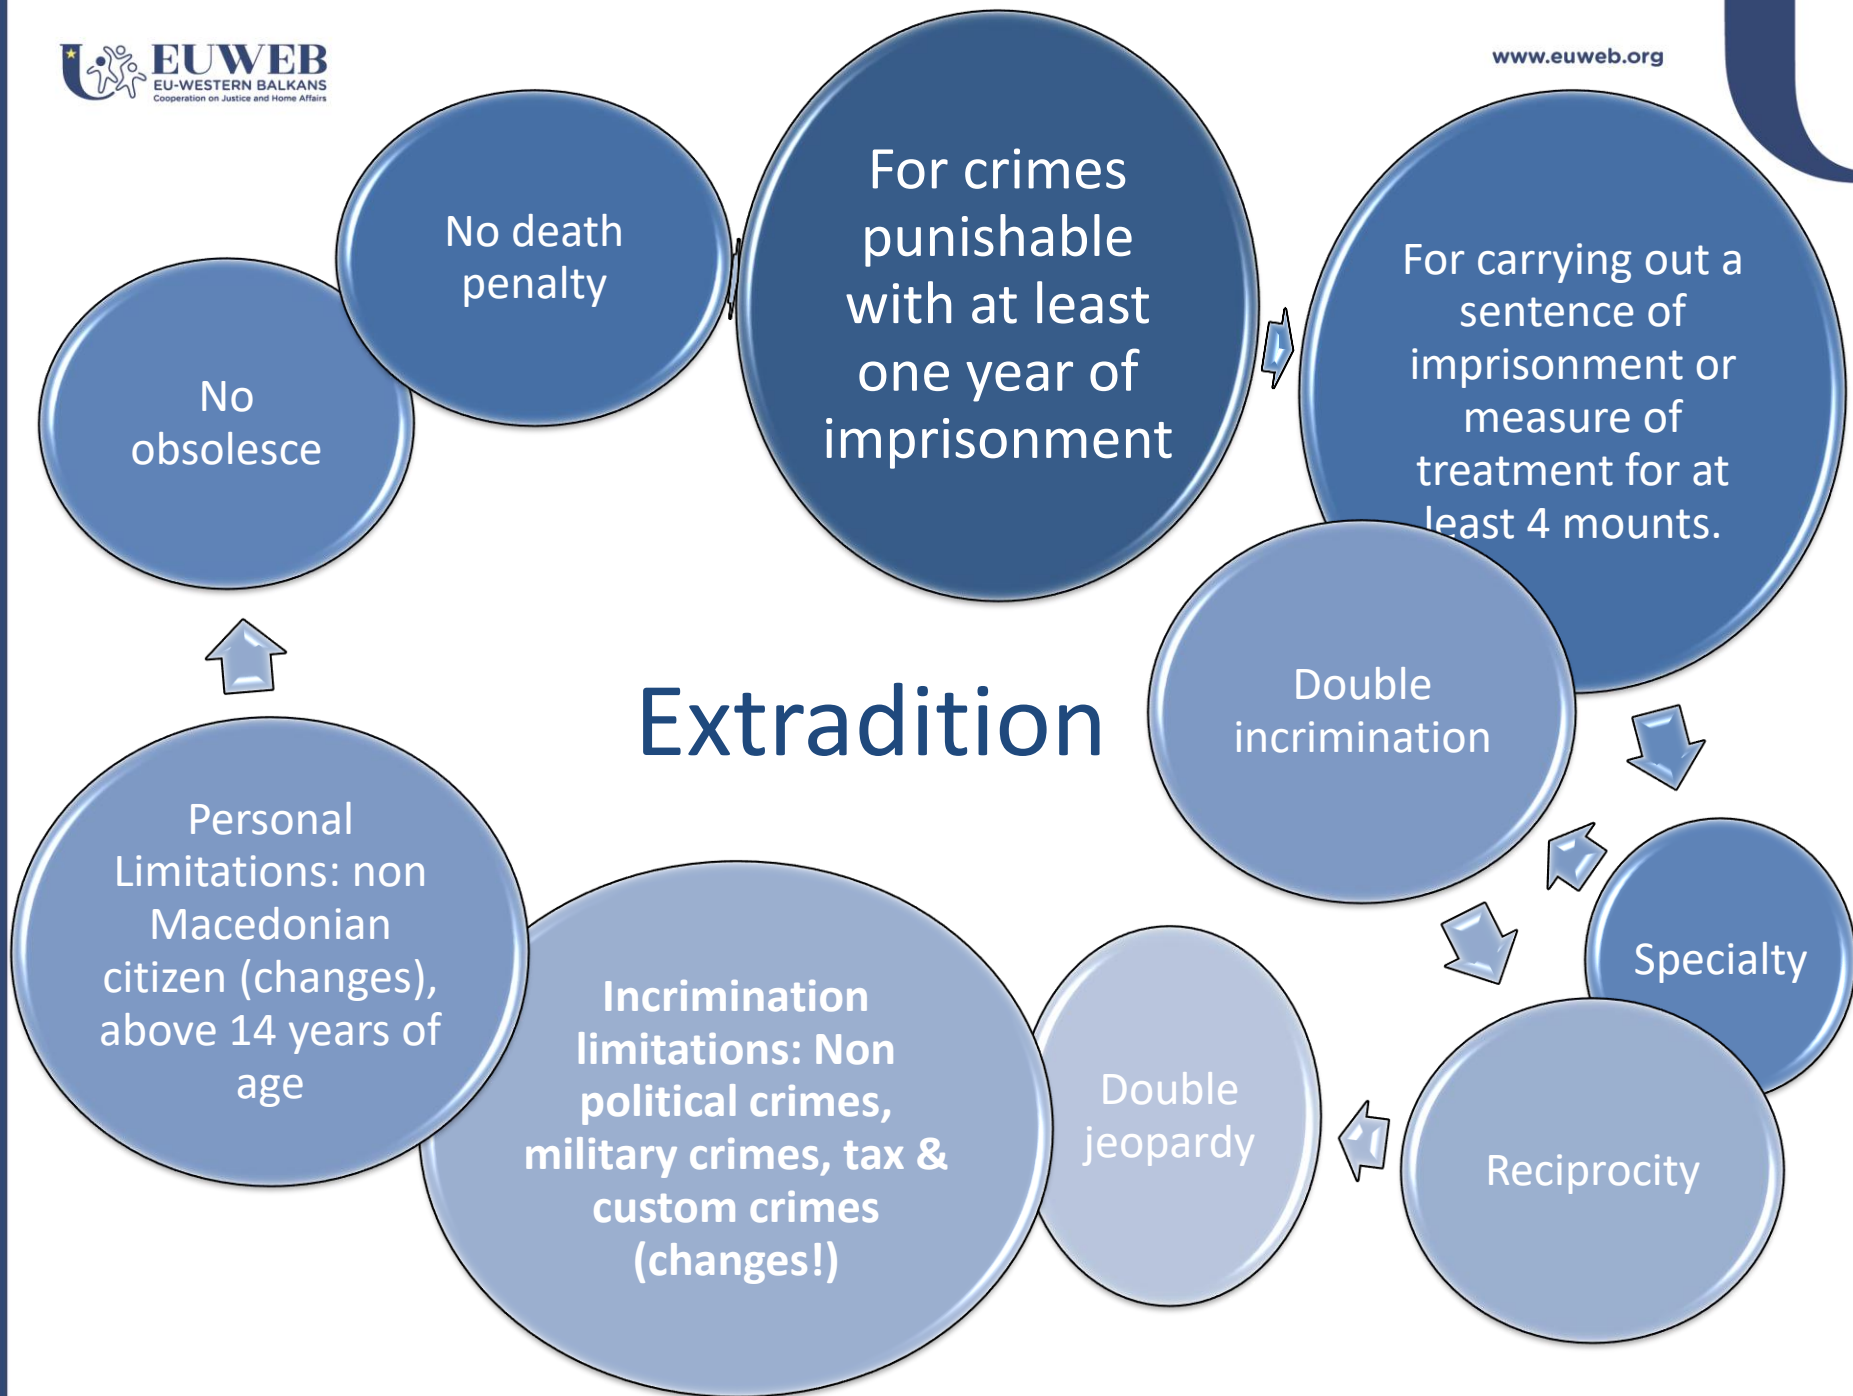 EUWEB
EU-WESTERN BALKANS
Cooperation on Justice and Home Affairs
www.euweb.org
For crimes
punishable
with at least
one year of
imprisonment
For carrying out a
sentence of
imprisonment or
measure of
treatment for at
least 4 mounts.
Double
incrimination
Specialty
Reciprocity
Double
jeopardy
Incrimination
limitations: Non
political crimes,
military crimes, tax &
custom crimes
(changes!)
Personal
Limitations: non
Macedonian
citizen (changes),
above 14 years of
age
No
obsolesce
No death
penalty
Extradition